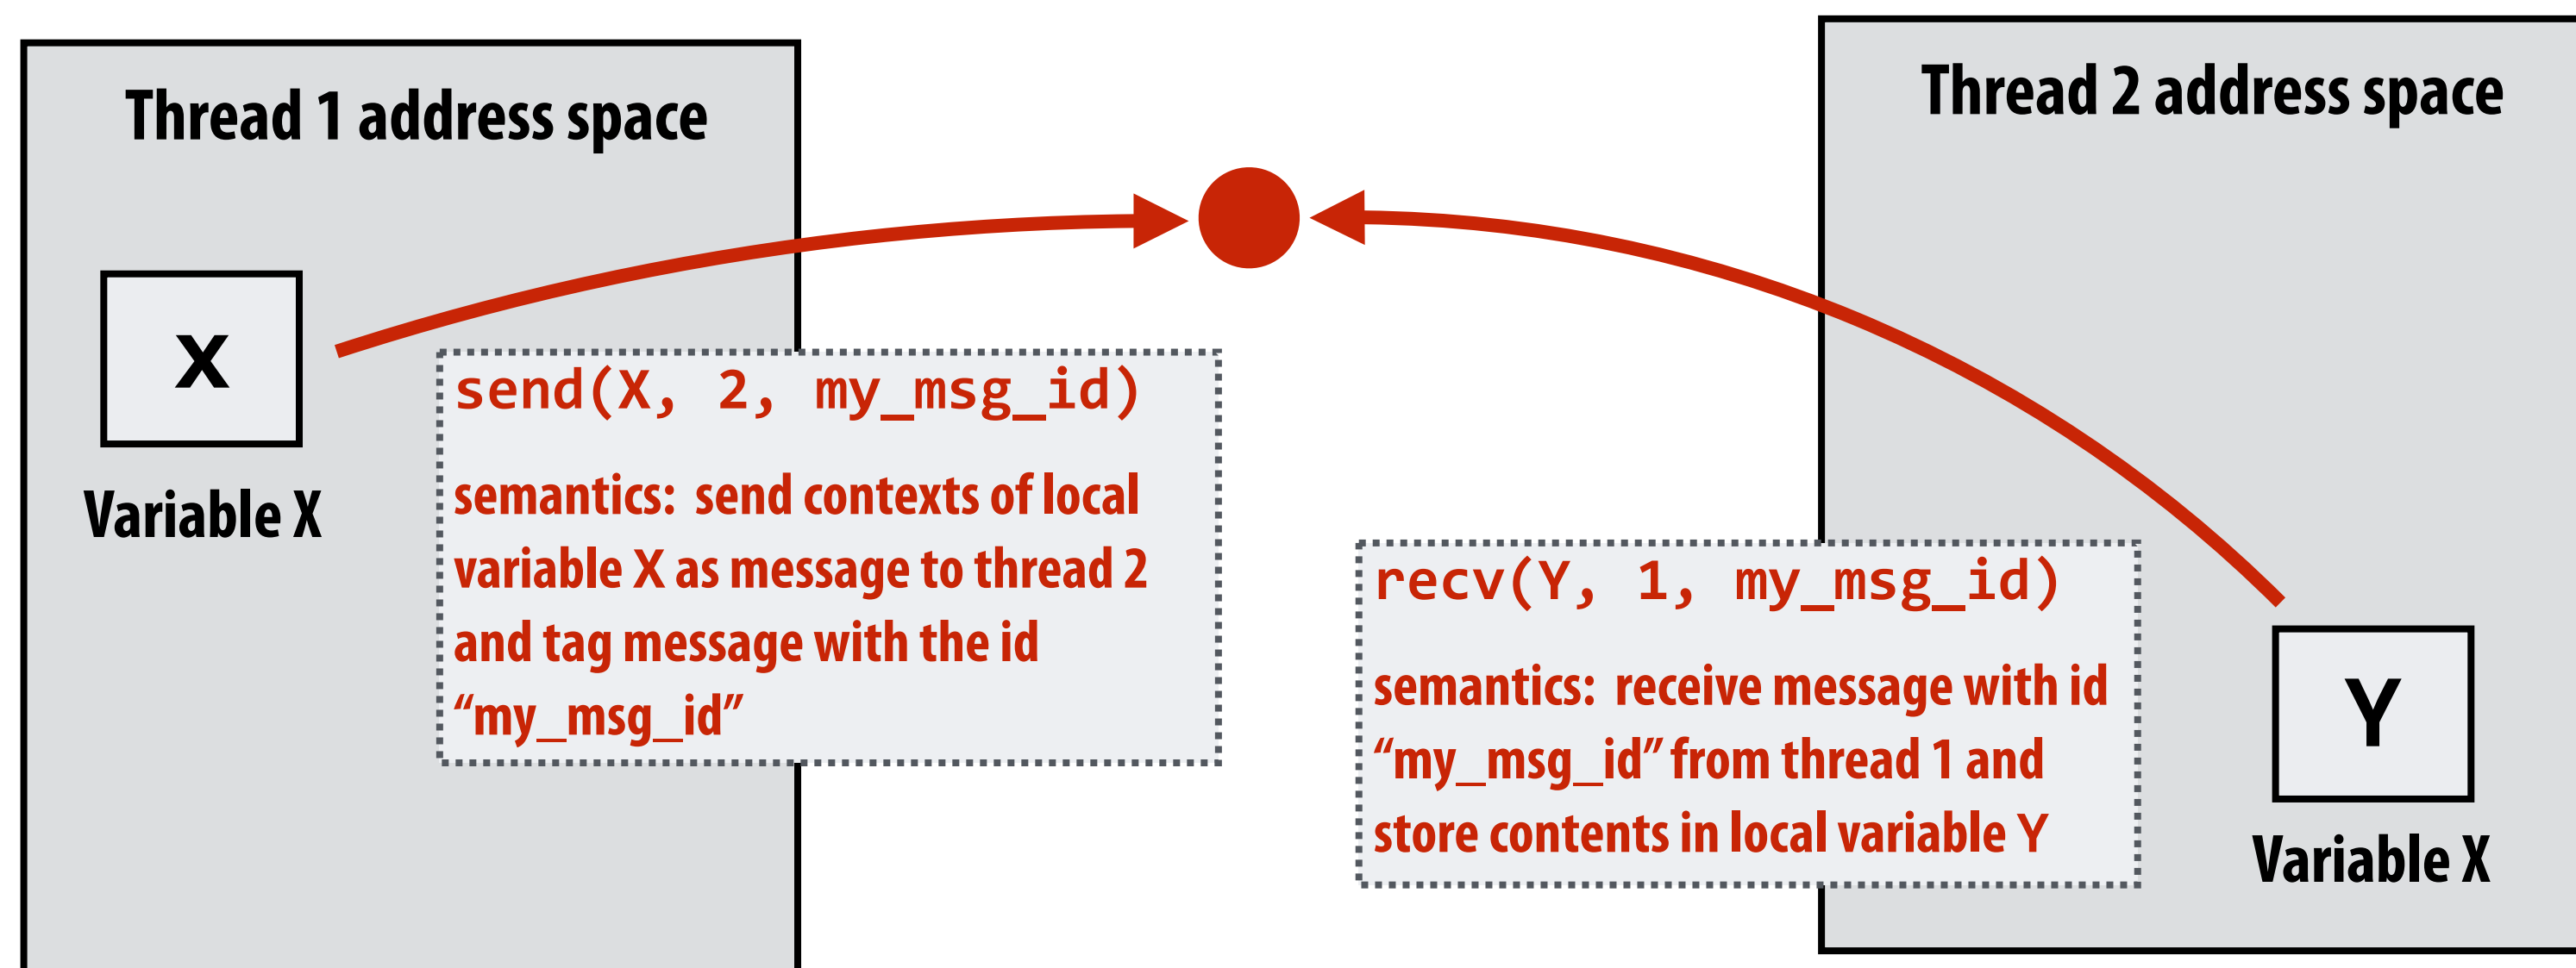 Thread 1 address space
x
Variable X
send(X, 2, my_msg_id)
semantics: send contexts of local
variable X as message to thread 2
and tag message with the id
“my_msg_id”
Thread 2 address space
recv(Y, 1, my_msg_id)
semantics: receive message with id
“my_msg_id” from thread 1 and
store contents in local variable Y
Y
Variable X